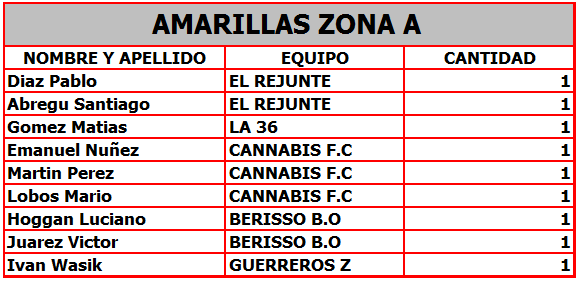 AMARILLAS ZONA A
NOMBRE Y APELLIDO EQUIPO CANTIDAD
Diaz Pablo EL REJUNTE 1
Abregu Santiago EL REJUNTE 1
Gomez Matias LA 36 1
Emanuel Nuñez CANNABIS F.C 1
Martin Perez CANNABIS F.C 1
Lobos Mario CANNABIS F.C 1
Hoggan Luciano BERISSO B.O 1
Juarez Victor BERISSO B.O 1
Ivan Wasik GUERREROS Z 1